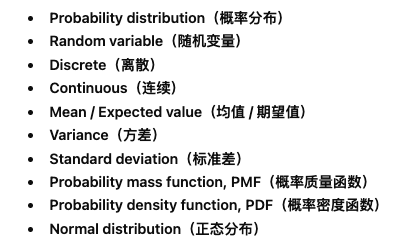 • Probability distribution（概率分布）
• Random variable（随机变量）
• Discrete（离散）
• Continuous（连续）
• Mean / Expected value（均值 / 期望值）
• Variance（方差）
• Standard deviation（标准差）
• Probability mass function, PMF（概率质量函数）
• Probability density function, PDF（概率密度函数）
• Normal distribution（正态分布）